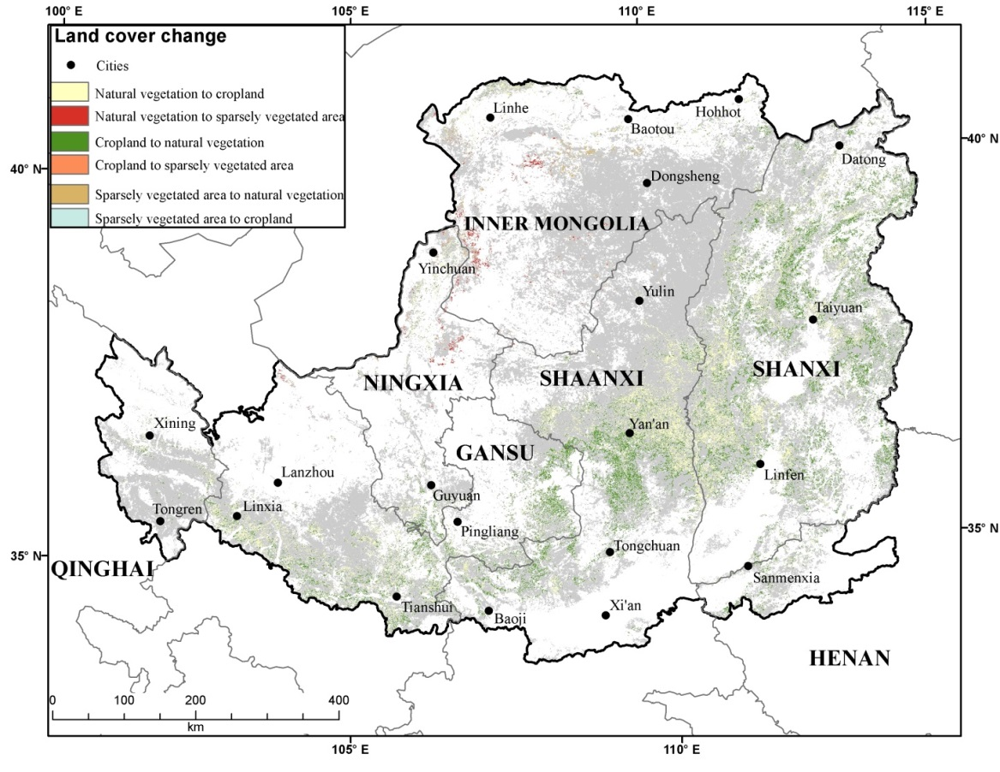 100° E
105° E
110° E
115° E
Land cover change
Cities
Natural vegetation to cropland
Natural vegetation to sparsely vegetated area
Cropland to natural vegetation
Cropland to sparsely vegetated area
Sparsely vegetated area to natural vegetation
Sparsely vegetated area to cropland
Linhe
Hohhot
Baotou
40° N
Datong
40° N
Dongsheng
INNER MONGOLIA
Yinchuan
Yulin
Taiyuan
NINGXIA
SHAANXI
SHANXI
Xining
Yan'an
GANSU
Lanzhou
Linfen
Guyuan
Tongren
Linxia
Pingliang
35° N
Tongchuan
35° N
QINGHAI
Sanmenxia
Tianshui
Baoji
Xi'an
HENAN
0 100 200 400
km
105° E
110° E